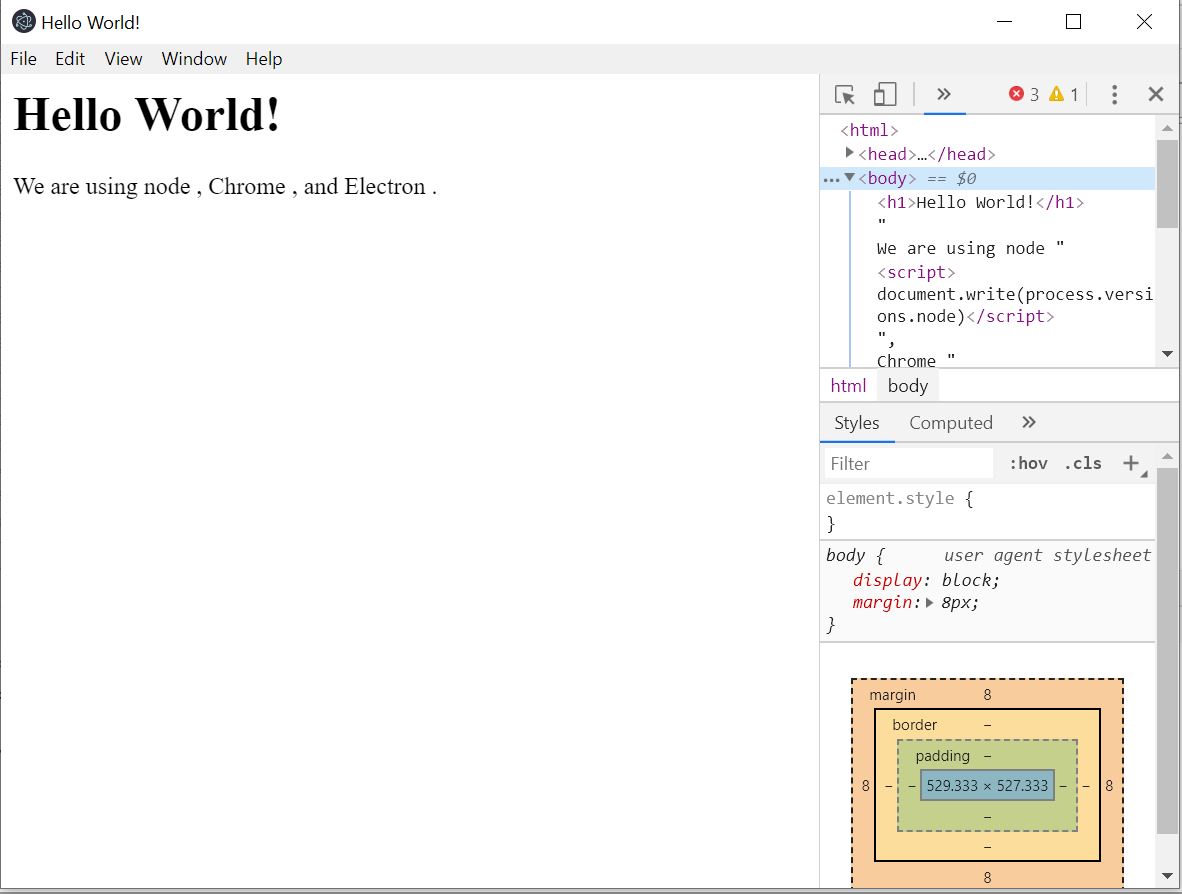 Hello World!
File Edit View Window Help
Hello World!
We are using node , Chrome , and Electron .
3 1
<html>
<head>…</head>
... <body> == $0
<h1>Hello World!</h1>
"
We are using node "
<script>
document.write(process.versi
ons.node)</script>
",
Chrome "
html body
Styles Computed
Filter :hov .cls +
element.style {
}
body { user agent stylesheet
display: block;
margin: 8px;
}
margin 8
border –
padding –
8 – – 529.333 × 527.333 – – 8
–
–
8